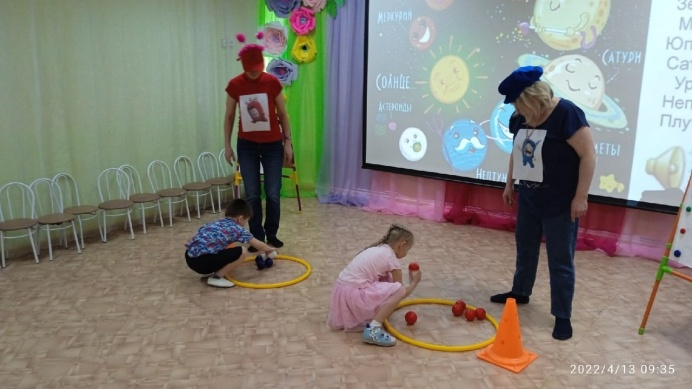 МЕРКУРИЙ
САТУРН
СОЛНЦЕ
АСТЕРОИДЫ
НЕПТУН
Зе
М
Юп
Сат
Ур
Неп
Плу
2022/4/13 09:35